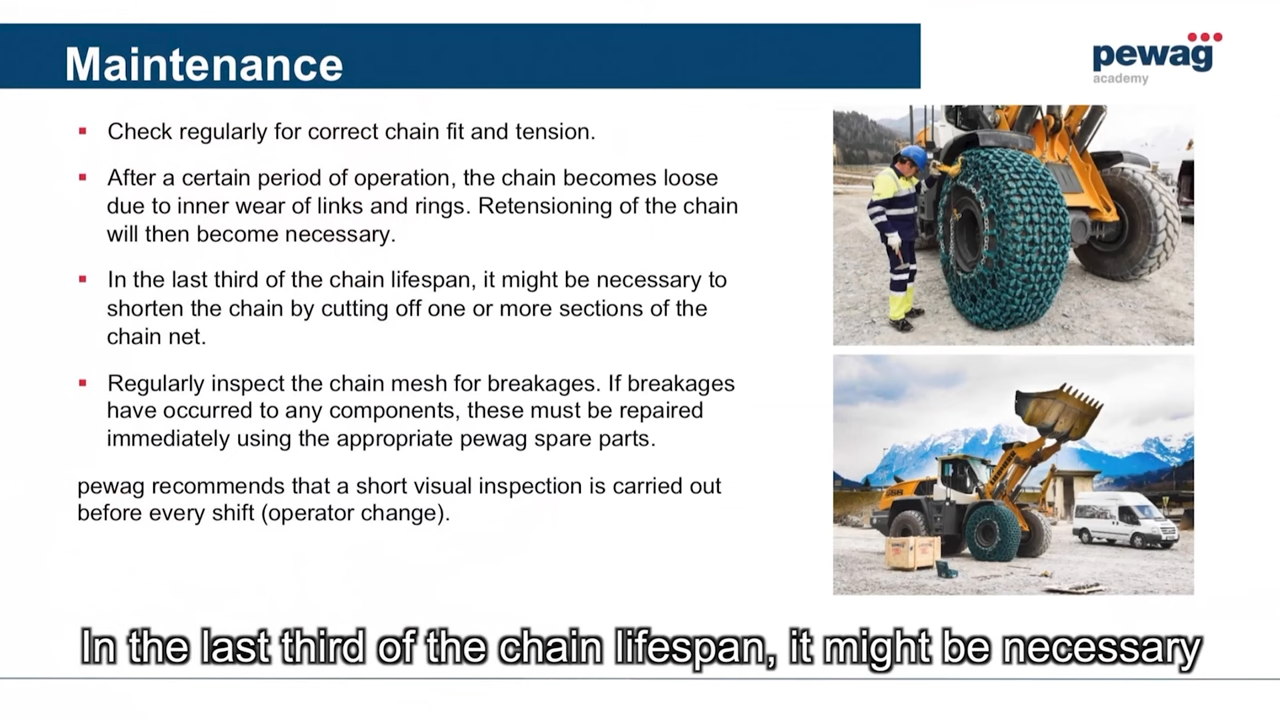 Maintenance
pewag
academy
▪ Check regularly for correct chain fit and tension.
▪ After a certain period of operation, the chain becomes loose
due to inner wear of links and rings. Retensioning of the chain
will then become necessary.
▪ In the last third of the chain lifespan, it might be necessary to
shorten the chain by cutting off one or more sections of the
chain net.
▪ Regularly inspect the chain mesh for breakages. If breakages
have occurred to any components, these must be repaired
immediately using the appropriate pewag spare parts.
pewag recommends that a short visual inspection is carried out
before every shift (operator change).
In the last third of the chain lifespan, it might be necessary